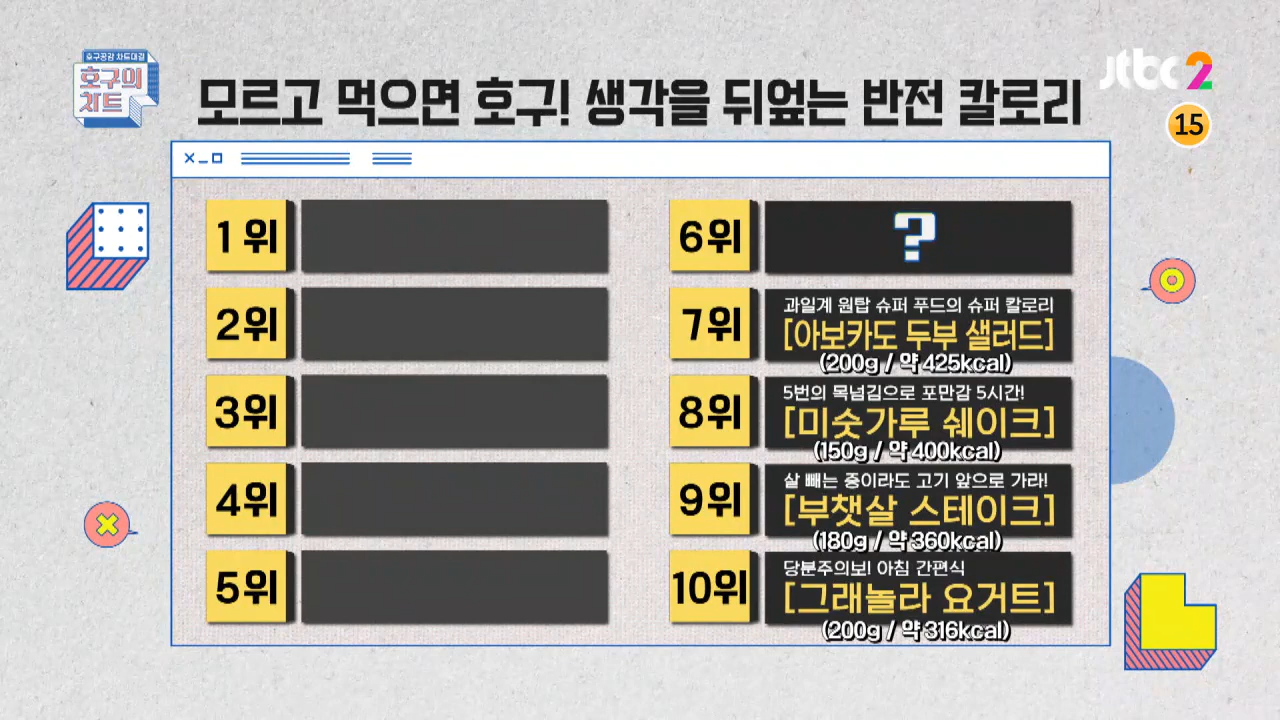 호구공감 차트대결
호구의
차트
jtbc 2
15
모르고 먹으면 호구! 생각을 뒤엎는 반전 칼로리
1위
2위
3위
4위
5위
6위
?
7위
과일계 원탑 슈퍼 푸드의 슈퍼 칼로리
[아보카도 두부 샐러드]
(200g / 약 425kcal)
8위
5번의 목넘김으로 포만감 5시간!
[미숫가루 쉐이크]
(150g / 약 400kcal)
9위
살 빼는 중이라도 고기 앞으로 가라!
[부챗살 스테이크]
(180g / 약 360kcal)
10위
당분주의보! 아침 간편식
[그래놀라 요거트]
(200g / 약 316kcal)